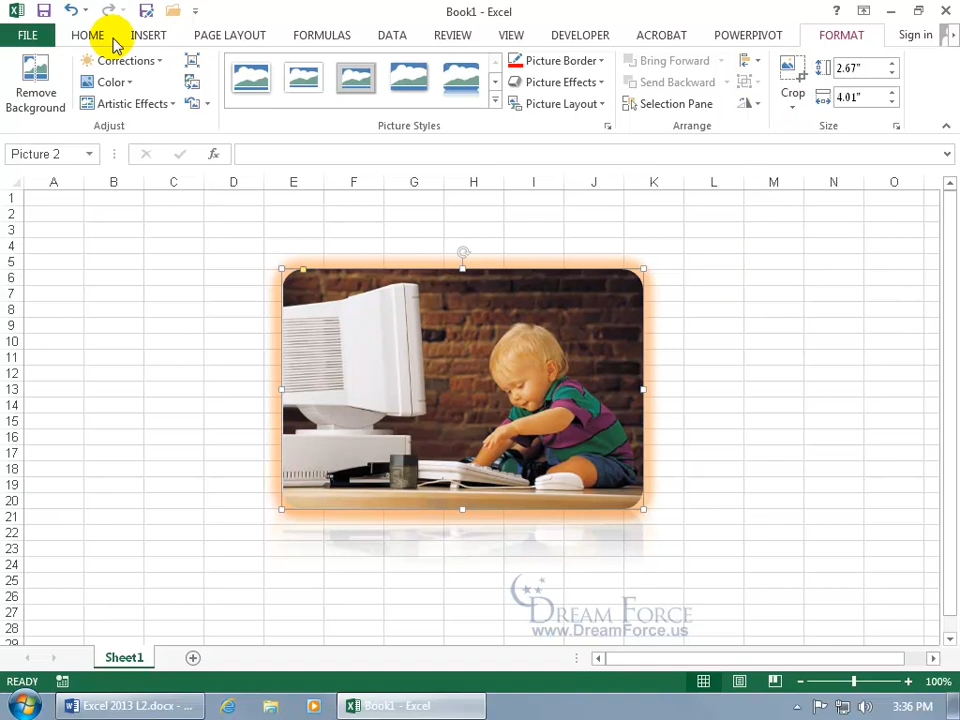 Book1 - Excel
?
FILE HOME INSERT PAGE LAYOUT FORMULAS DATA REVIEW VIEW DEVELOPER ACROBAT POWERPIVOT FORMAT Sign in
Remove Background
Corrections
Color
Artistic Effects
Adjust
Picture Border
Picture Effects
Picture Layout
Picture Styles
Bring Forward
Send Backward
Selection Pane
Arrange
Crop
2.67"
4.01"
Size
Picture 2
fx
A B C D E F G H I J K L M N O
1
2
3
4
5
6
7
8
9
10
11
12
13
14
15
16
17
18
19
20
21
22
23
24
25
26
27
28
29
DREAM FORCE
www.DreamForce.us
Sheet1
READY
100%
Excel 2013 L2.docx - ...
Book1 - Excel
3:36 PM